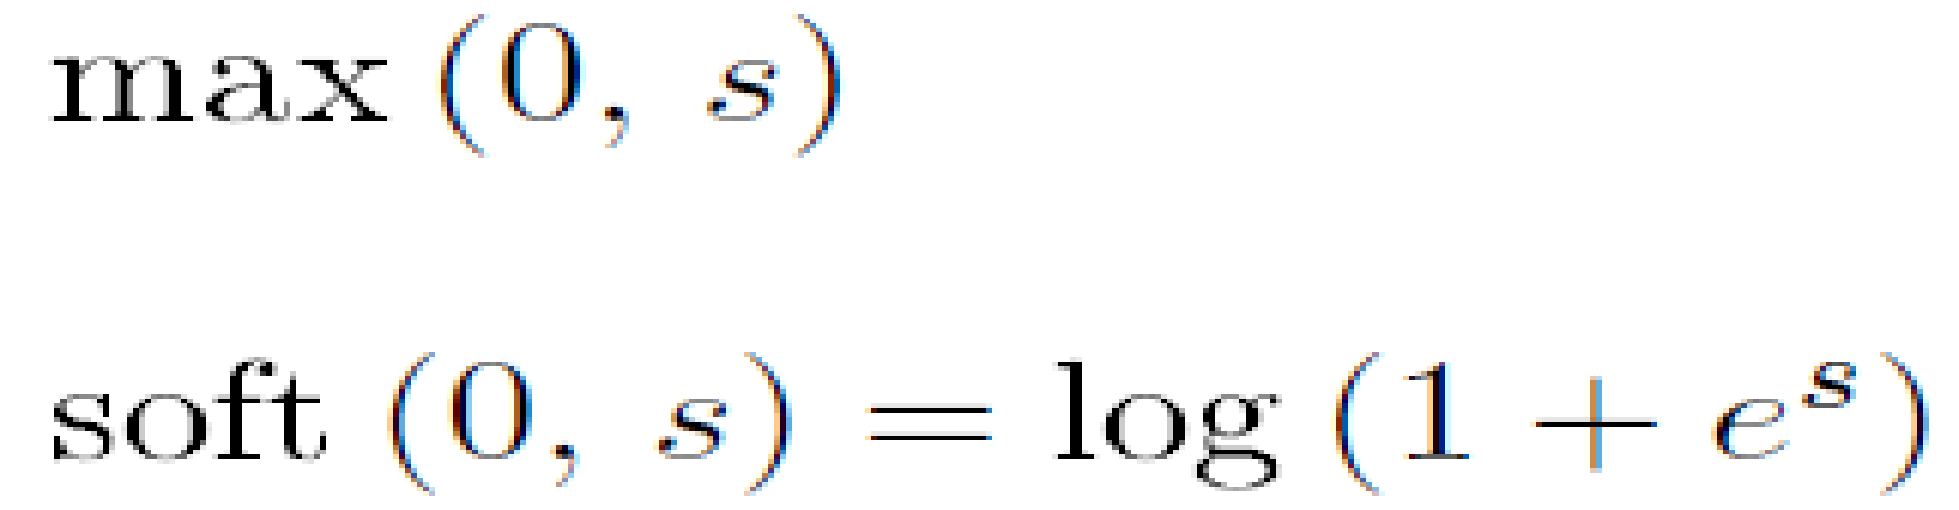 max (0, s)
soft (0, s) = log (1 + e^s)